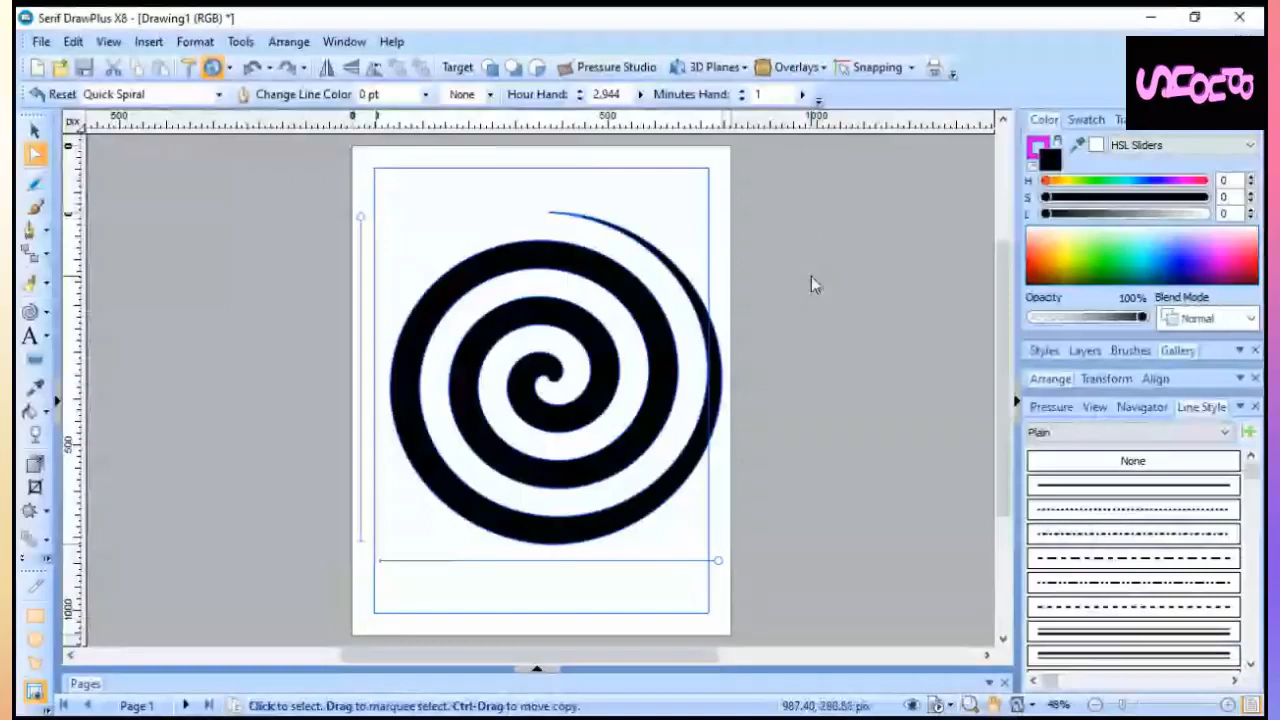 Serif DrawPlus X8 - [Drawing1 (RGB) *]
File Edit View Insert Format Tools Arrange Window Help
Target Pressure Studio 3D Planes Overlays Snapping
Reset Quick Spiral Change Line Color 0 pt None Hour Hand: 2.944 Minutes Hand: 1
pix 500 0 500 1000
Color Swatch
HSL Sliders
H 0
S 0
L 0
Opacity 100% Blend Mode
Normal
Styles Layers Brushes Gallery
Arrange Transform Align
Pressure View Navigator Line Style
Plain
None
A
500
1000
Pages
Page 1 Click to select. Drag to marquee select. Ctrl-Drag to move copy. 48%